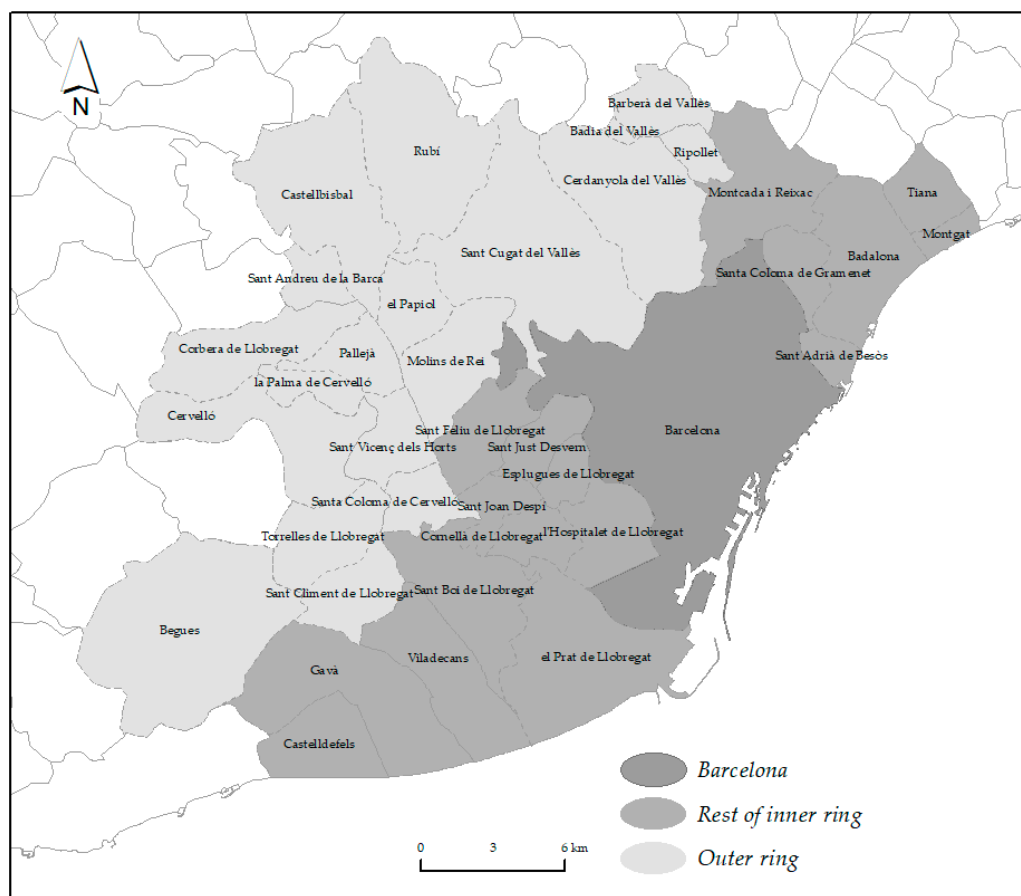 N
Barberà del Vallès
Badia del Vallès
Rubí
Ripollet
Cerdanyola del Vallès
Castellbisbal
Montcada i Reixac
Tiana
Montgat
Sant Cugat del Vallès
Badalona
Sant Andreu de la Barca
Santa Coloma de Gramenet
el Papiol
Corbera de Llobregat
Pallejà
Molins de Rei
Sant Adrià de Besòs
la Palma de Cervelló
Cervelló
Sant Feliu de Llobregat
Barcelona
Sant Vicenç dels Horts
Sant Just Desvern
Esplugues de Llobregat
Santa Coloma de Cervelló
Sant Joan Despí
Torrelles de Llobregat
Cornellà de Llobregat
l'Hospitalet de Llobregat
Sant Climent de Llobregat
Sant Boi de Llobregat
Begues
Viladecans
el Prat de Llobregat
Gavà
Castelldefels
Barcelona
Rest of inner ring
Outer ring
0 3 6 km